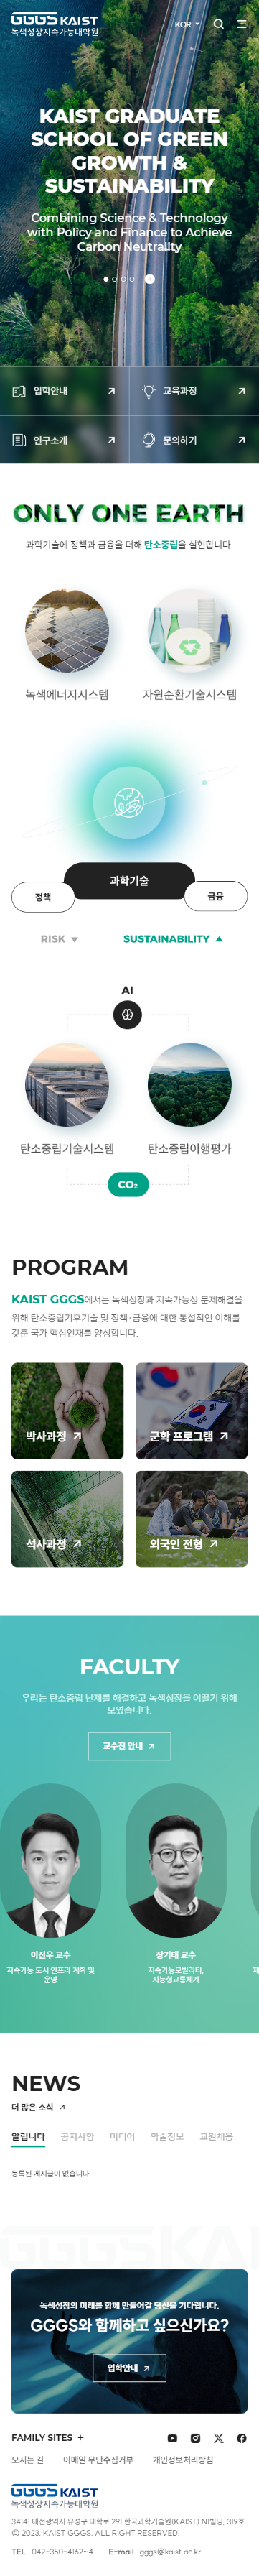 GGGS KAIST
녹색성장지속가능대학원
KOR
KAIST GRADUATE
SCHOOL OF GREEN
GROWTH &
SUSTAINABILITY
Combining Science & Technology
with Policy and Finance to Achieve
Carbon Neutrality
입학안내
교육과정
연구소개
문의하기
ONLY ONE EARTH
과학기술에 정책과 금융을 더해 탄소중립을 실현합니다.
녹색에너지시스템
자원순환기술시스템
과학기술
정책
금융
RISK
SUSTAINABILITY
AI
탄소중립기술시스템
탄소중립이행평가
CO₂
PROGRAM
KAIST GGGS에서는 녹색성장과 지속가능성 문제해결을
위해 탄소중립기후기술 및 정책·금융에 대한 통섭적인 이해를
갖춘 국가 핵심인재를 양성합니다.
박사과정
군학 프로그램
석사과정
외국인 전형
FACULTY
우리는 탄소중립 난제를 해결하고 녹색성장을 이끌기 위해
모였습니다.
교수진 안내
이진우 교수
지속가능 도시 인프라 계획 및
운영
장기태 교수
지속가능모빌리티,
지능형교통체계
NEWS
더 많은 소식
알립니다
공지사항
미디어
학술정보
교원채용
등록된 게시글이 없습니다.
GGGS KAIST
녹색성장의 미래를 함께 만들어갈 당신을 기다립니다.
GGGS와 함께하고 싶으신가요?
입학안내
FAMILY SITES +
오시는 길
이메일 무단수집거부
개인정보처리방침
GGGS KAIST
녹색성장지속가능대학원
34141 대전광역시 유성구 대학로 291 한국과학기술원(KAIST) N1빌딩, 319호
© 2023. KAIST GGGS. ALL RIGHT RESERVED.
TEL 042-350-4162~4 E-mail gggs@kaist.ac.kr